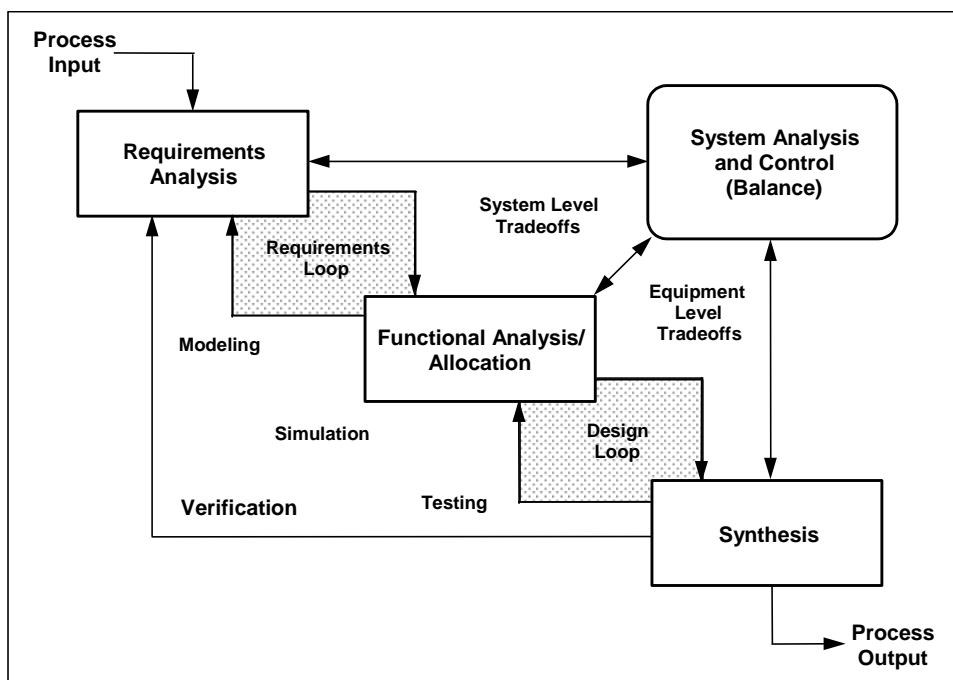 Process
Input
Requirements
Analysis
System Analysis
and Control
(Balance)
System Level
Tradeoffs
Requirements
Loop
Equipment
Level
Tradeoffs
Modeling
Functional Analysis/
Allocation
Simulation
Design
Loop
Testing
Verification
Synthesis
Process
Output